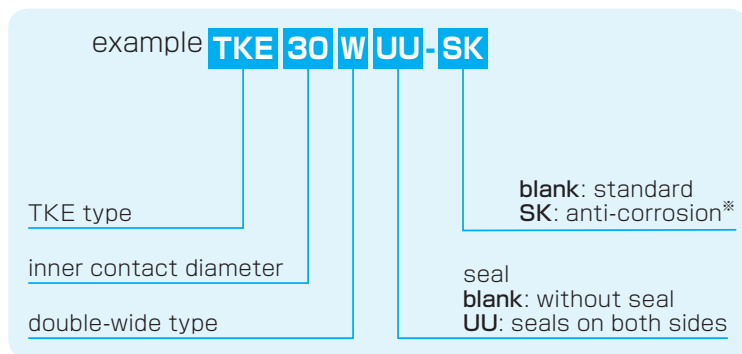 example TKE 30 W UU - SK
blank: standard
TKE type
SK: anti-corrosion※
inner contact diameter
seal
blank: without seal
double-wide type
UU: seals on both sides